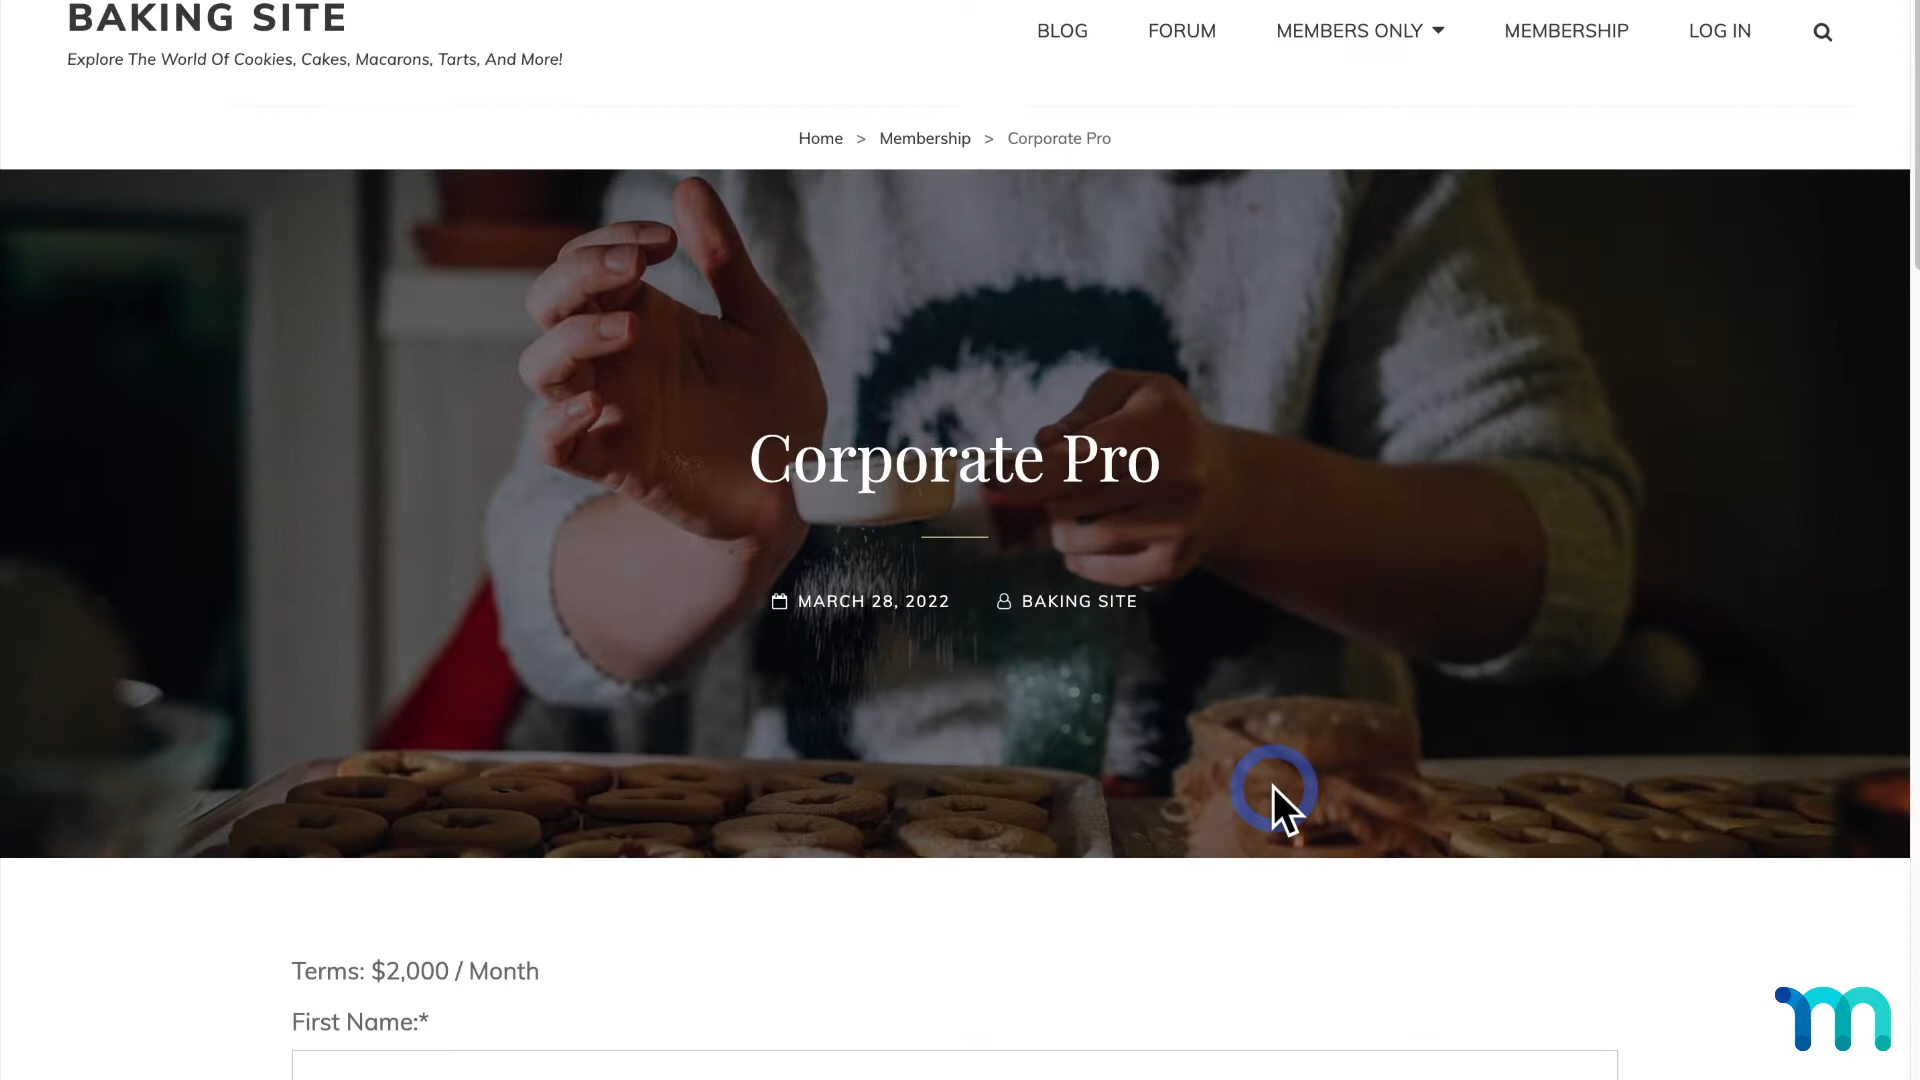 BAKING SITE
Explore The World Of Cookies, Cakes, Macarons, Tarts, And More!
BLOG
FORUM
MEMBERS ONLY
MEMBERSHIP
LOG IN
Home > Membership > Corporate Pro
Corporate Pro
MARCH 28, 2022
BAKING SITE
Terms: $2,000 / Month
First Name:*